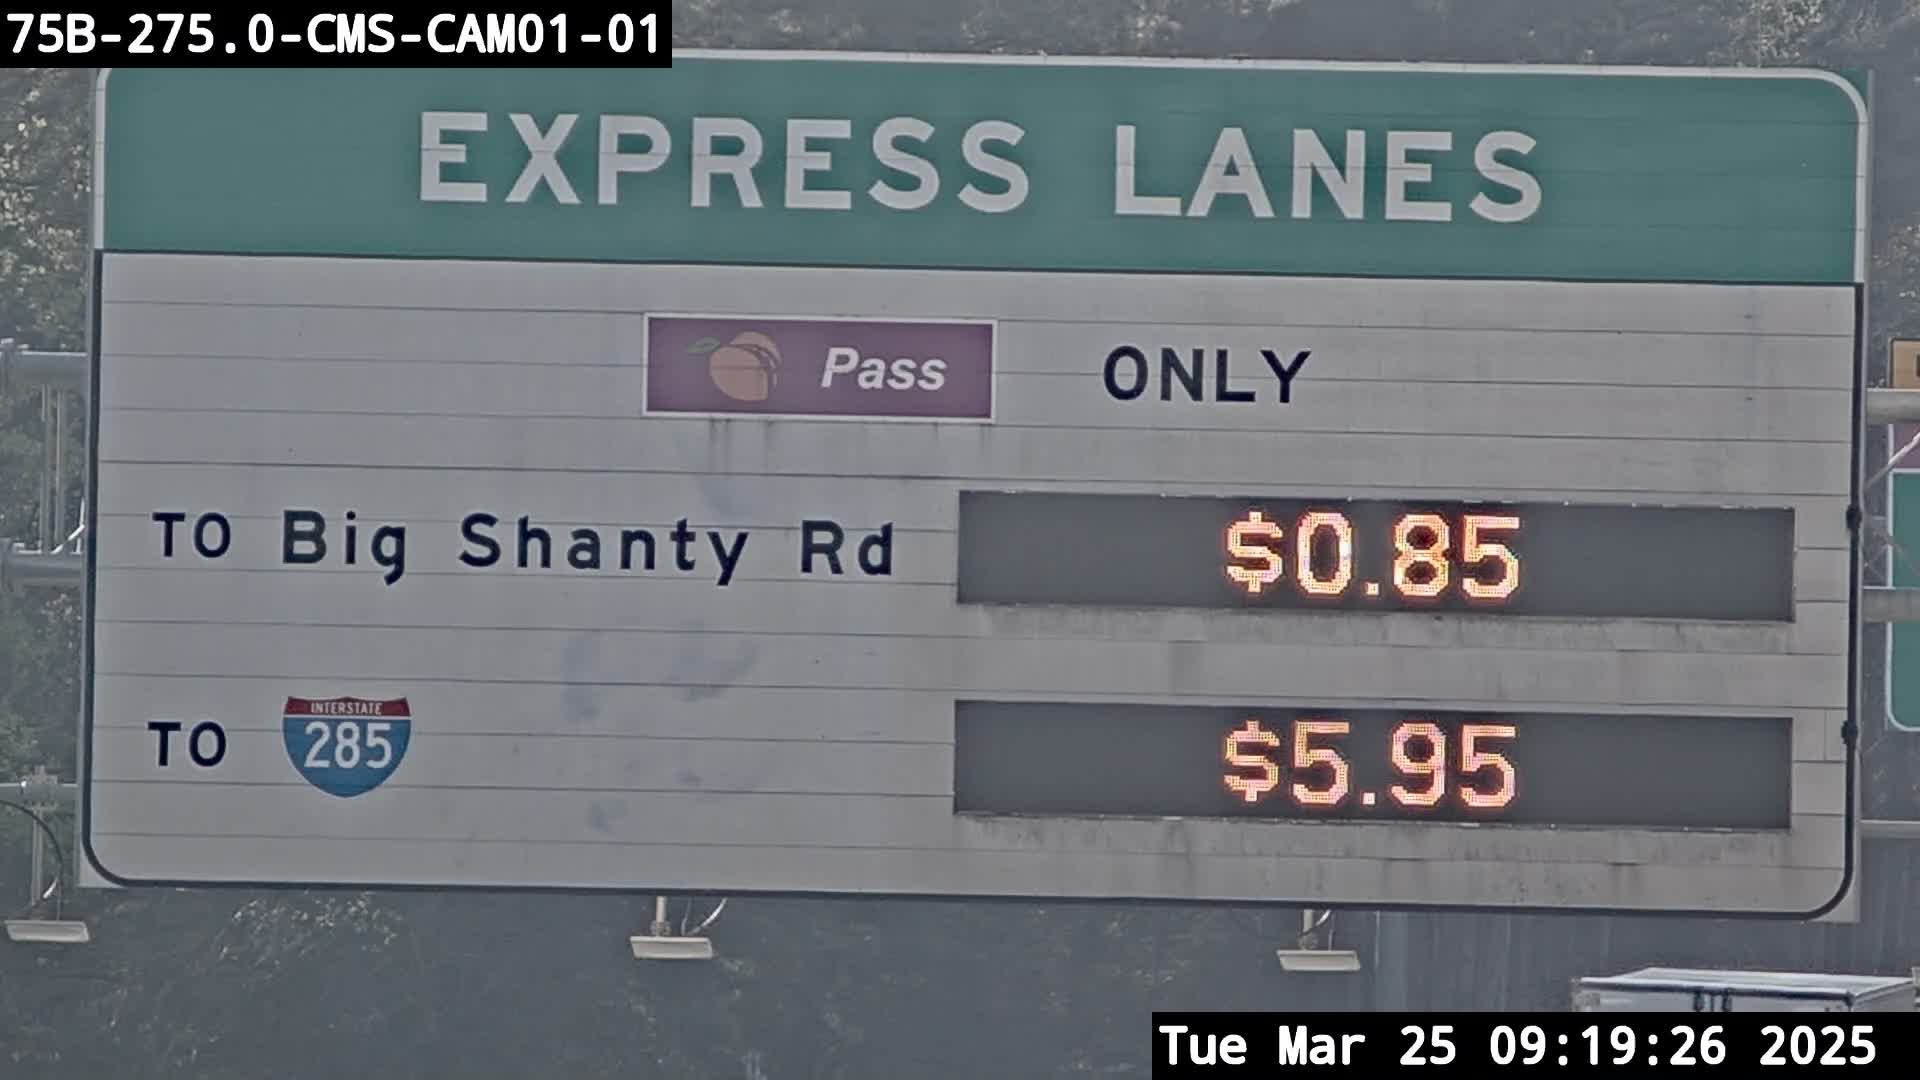 75B-275.0-CMS-CAM01-01
EXPRESS LANES
Pass ONLY
TO Big Shanty Rd $0.85
INTERSTATE
TO 285 $5.95
Tue Mar 25 09:19:26 2025